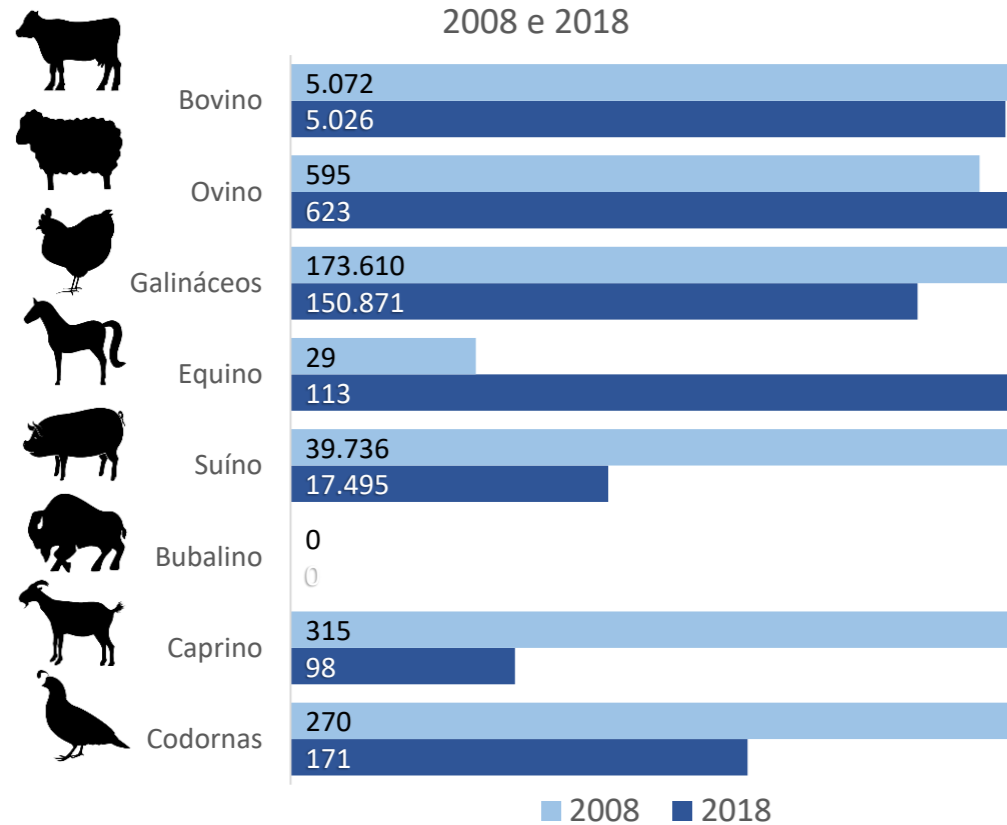 2008 e 2018
Bovino
5.072
5.026
Ovino
595
623
Galináceos
173.610
150.871
Equino
29
113
Suíno
39.736
17.495
Bubalino
0
0
Caprino
315
98
Codornas
270
171
2008 2018